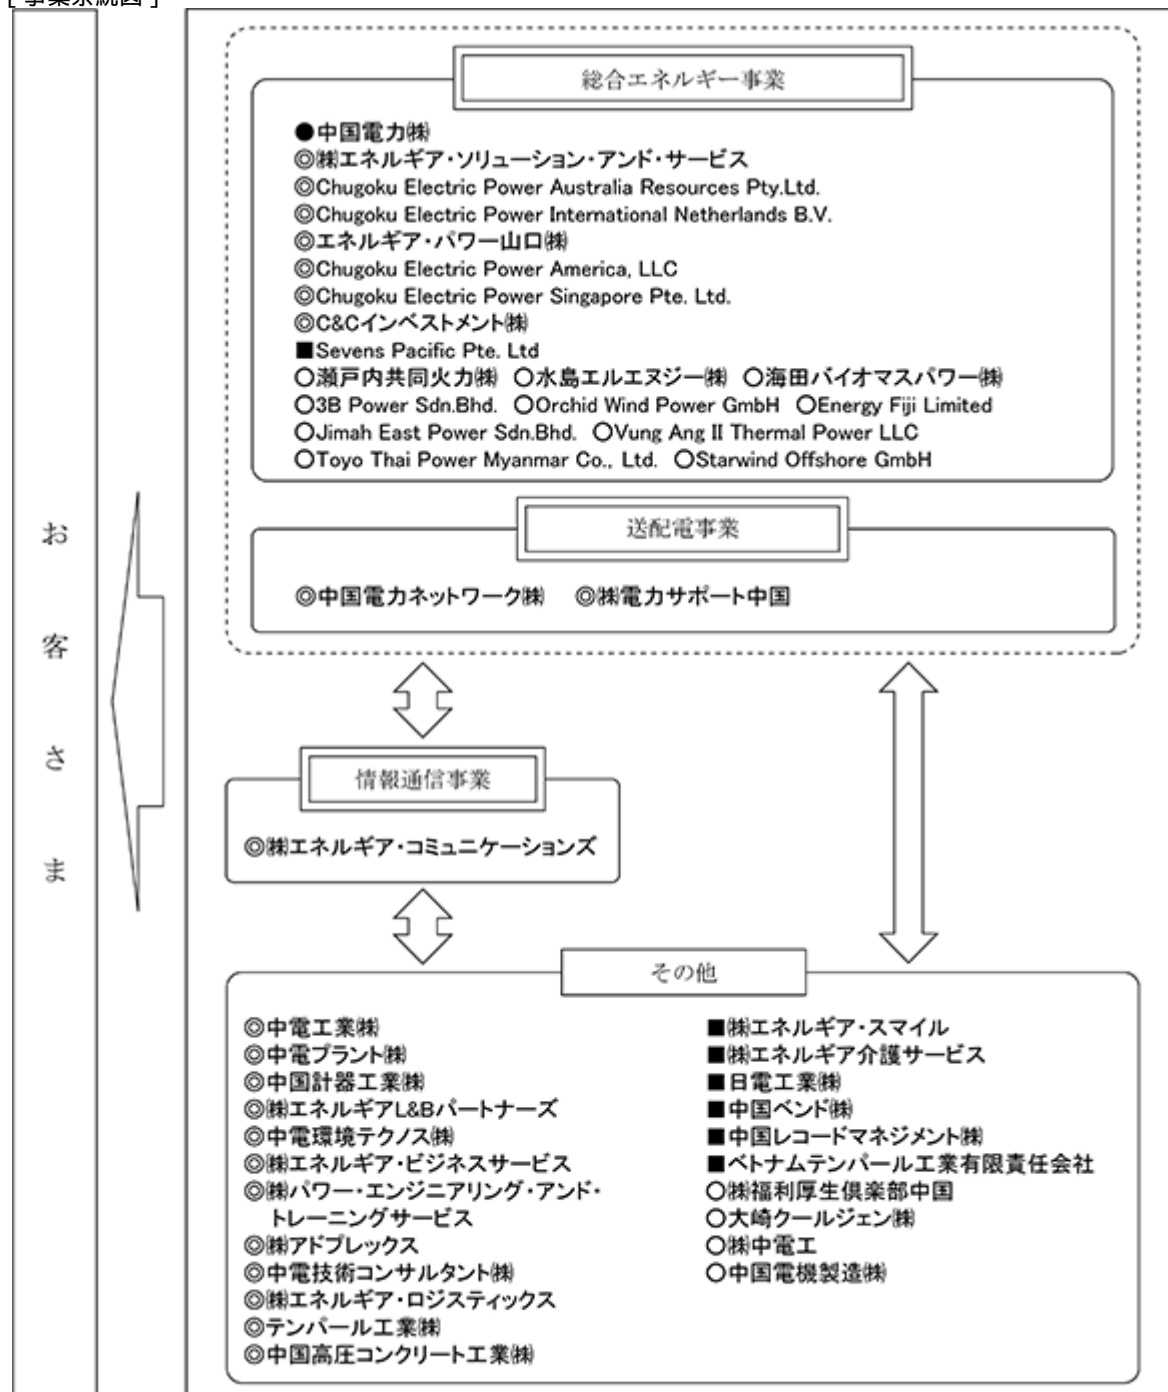 [ 事業系統図 ]
総合エネルギー事業
●中国電力㈱
◎㈱エネルギア・ソリューション・アンド・サービス
◎Chugoku Electric Power Australia Resources Pty.Ltd.
◎Chugoku Electric Power International Netherlands B.V.
◎エネルギア・パワー山口㈱
◎Chugoku Electric Power America, LLC
◎Chugoku Electric Power Singapore Pte. Ltd.
◎C&Cインベストメント㈱
■Sevens Pacific Pte. Ltd
○瀬戸内共同火力㈱ ○水島エルエヌジー㈱ ○海田バイオマスパワー㈱
○3B Power Sdn.Bhd. ○Orchid Wind Power GmbH ○Energy Fiji Limited
○Jimah East Power Sdn.Bhd. ○Vung Ang II Thermal Power LLC
○Toyo Thai Power Myanmar Co., Ltd. ○Starwind Offshore GmbH
送配電事業
◎中国電力ネットワーク㈱ ◎㈱電力サポート中国
お客さま
情報通信事業
◎㈱エネルギア・コミュニケーションズ
その他
◎中電工業㈱
◎中電プラント㈱
◎中国計器工業㈱
◎㈱エネルギアL&Bパートナーズ
◎中電環境テクノス㈱
◎㈱エネルギア・ビジネスサービス
◎㈱パワー・エンジニアリング・アンド・
トレーニングサービス
◎㈱アドプレックス
◎中電技術コンサルタント㈱
◎㈱エネルギア・ロジスティックス
◎テンパール工業㈱
◎中国高圧コンクリート工業㈱
■㈱エネルギア・スマイル
■㈱エネルギア介護サービス
■日電工業㈱
■中国ベンド㈱
■中国レコードマネジメント㈱
■ベトナムテンパール工業有限責任会社
○㈱福利厚生倶楽部中国
○大崎クールジェン㈱
○㈱中電工
○中国電機製造㈱